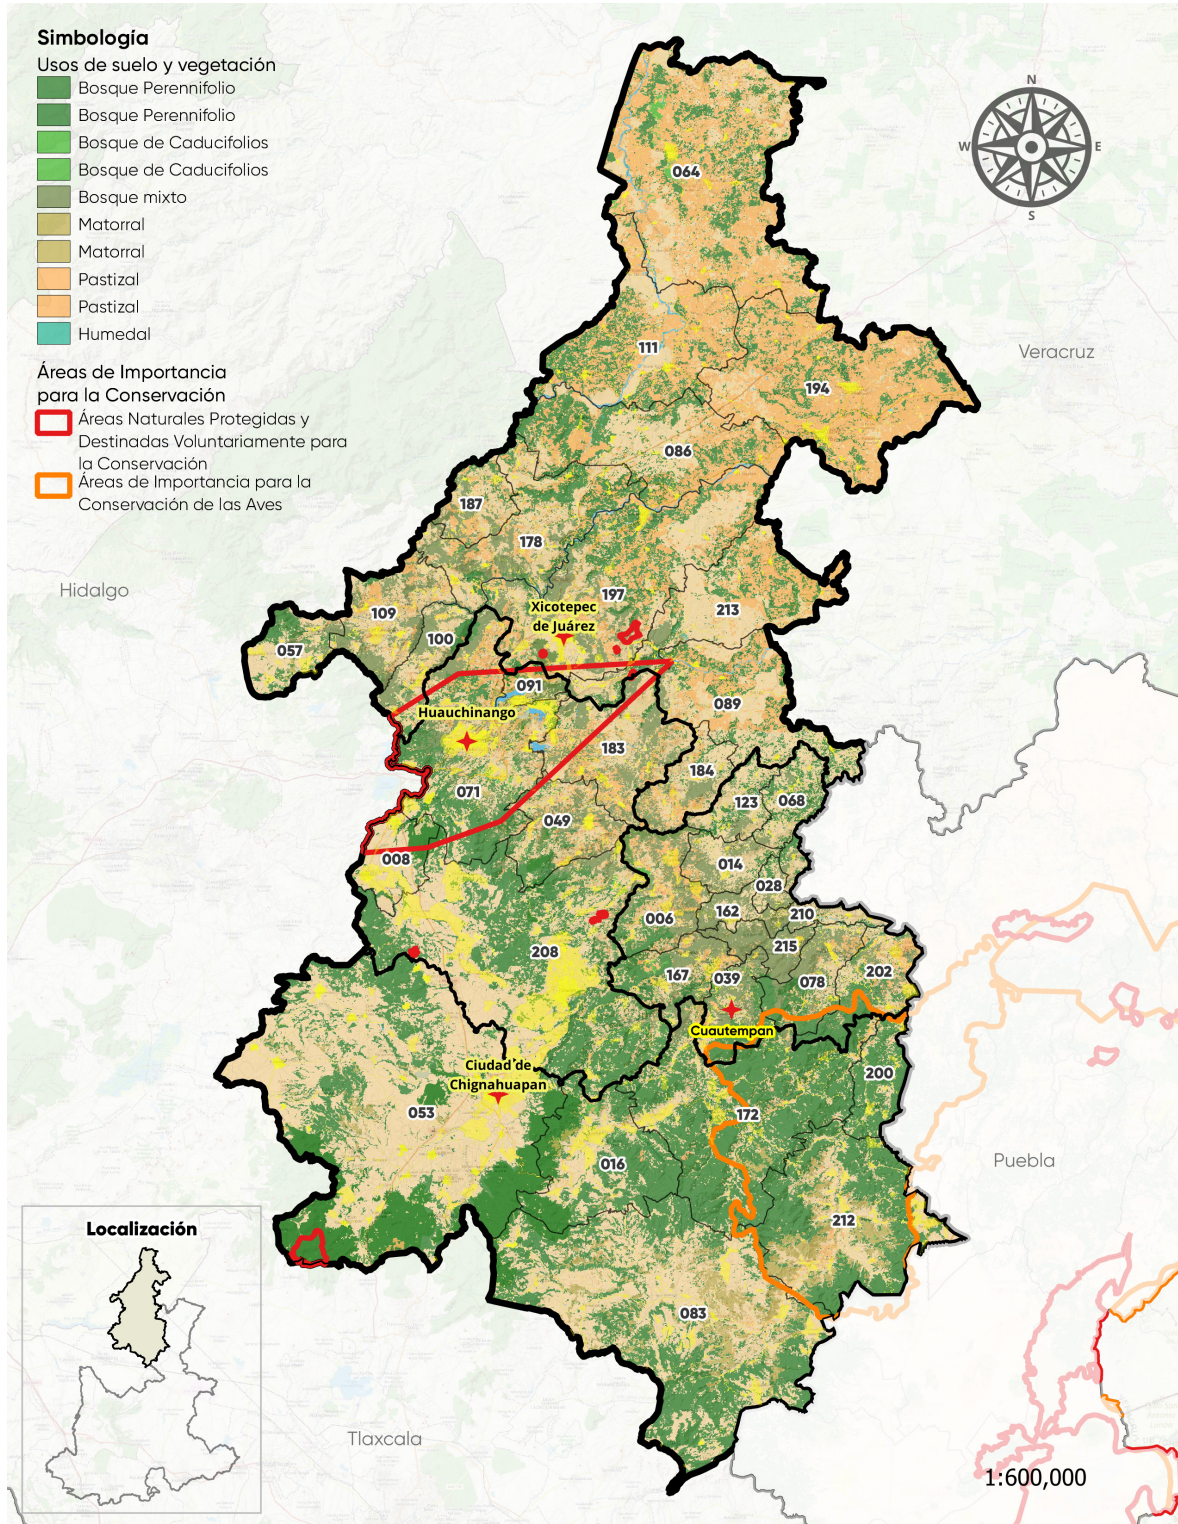 Simbología
Usos de suelo y vegetación
Bosque Perennifolio
Bosque Perennifolio
Bosque de Caducifolios
Bosque de Caducifolios
Bosque mixto
Matorral
Matorral
Pastizal
Pastizal
Humedal
Áreas de Importancia
para la Conservación
Áreas Naturales Protegidas y
Destinadas Voluntariamente para
la Conservación
Áreas de Importancia para la
Conservación de las Aves
N
W
E
S
064
Veracruz
111
194
086
187
178
Hidalgo
197
Xicotepec
de Juárez
109
213
100
057
091
089
Huauchinango
183
184
071
123
068
049
008
014
028
006
162
210
208
215
167
039
078
202
Cuautempan
Ciudad de
Chignahuapan
200
053
172
016
Puebla
212
Localización
083
Tlaxcala
1:600,000